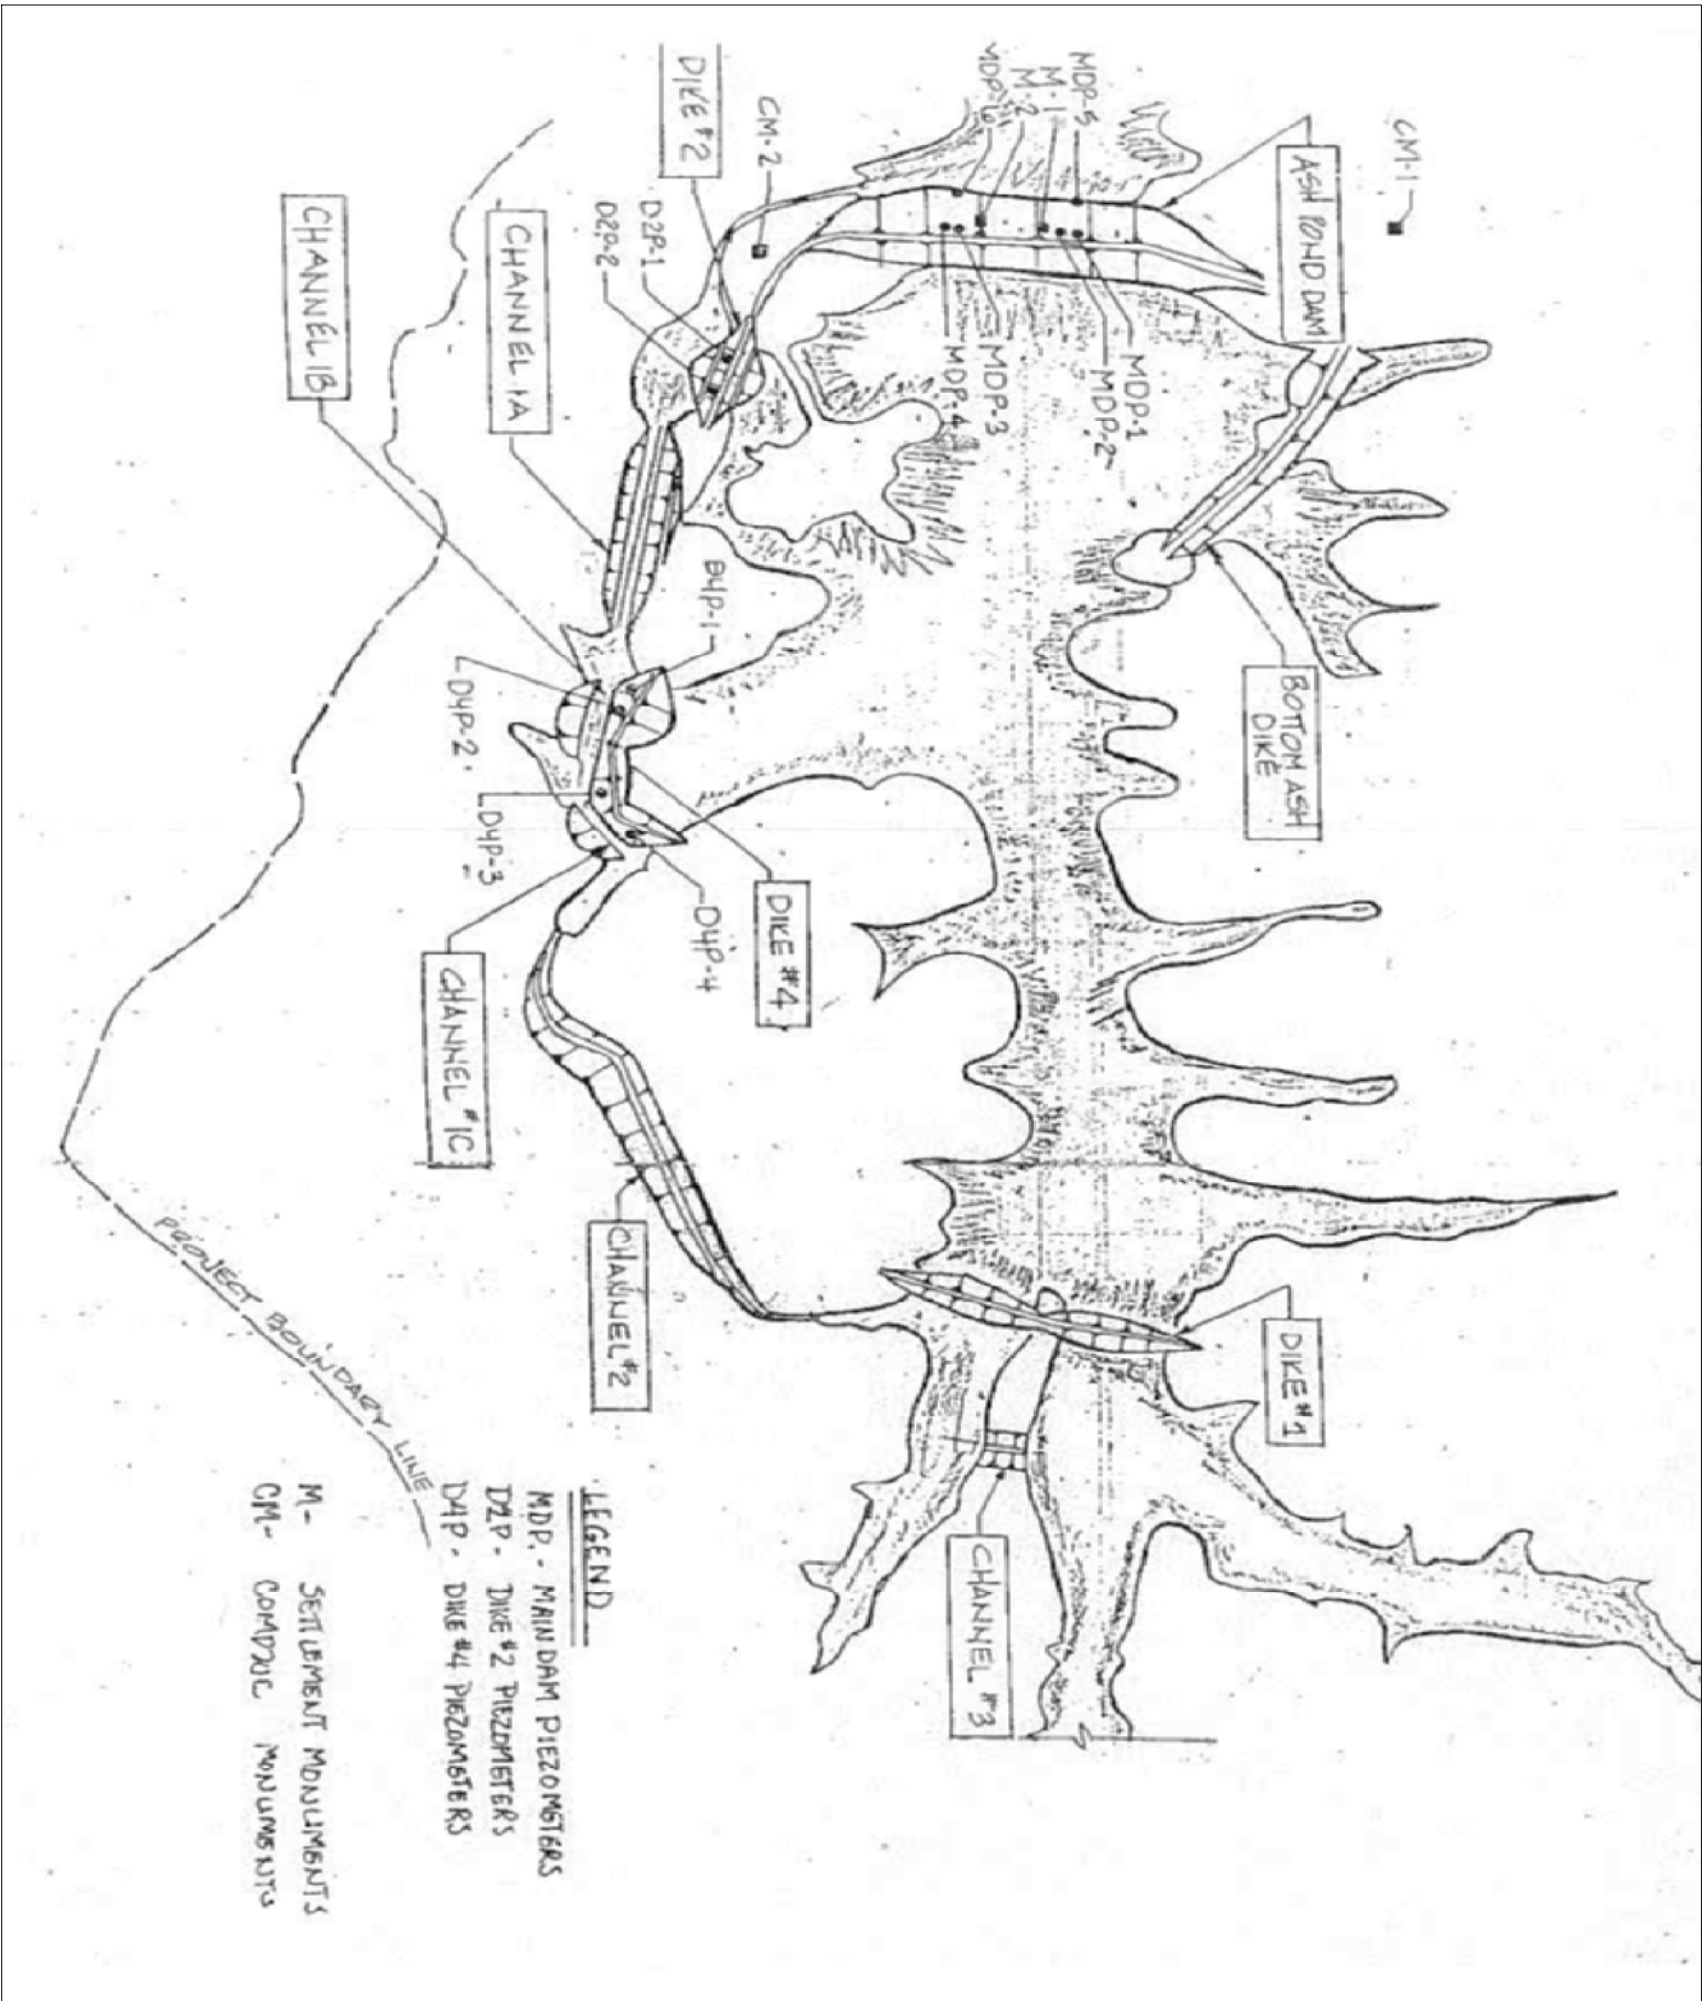 CM-1
ASH POND DAM
MDP-5
M-1
M-2
MDP-6
MDP-1
MDP-2
MDP-3
MDP-4
CM-2
DIKE #2
D2P-1
D2P-2
CHANNEL 1A
CHANNEL 1B
BOTTOM ASH
DIKE
D4P-1
D4P-2
D4P-3
D4P-4
DIKE #4
CHANNEL #1C
CHANNEL #2
DIKE #1
CHANNEL #3
PROJECT BOUNDARY LINE
LEGEND
MDP. - MAIN DAM PIEZOMETERS
D2P - DIKE #2 PIEZOMETERS
D4P - DIKE #4 PIEZOMETERS
M- SETTLEMENT MONUMENTS
CM- MONUMENTS